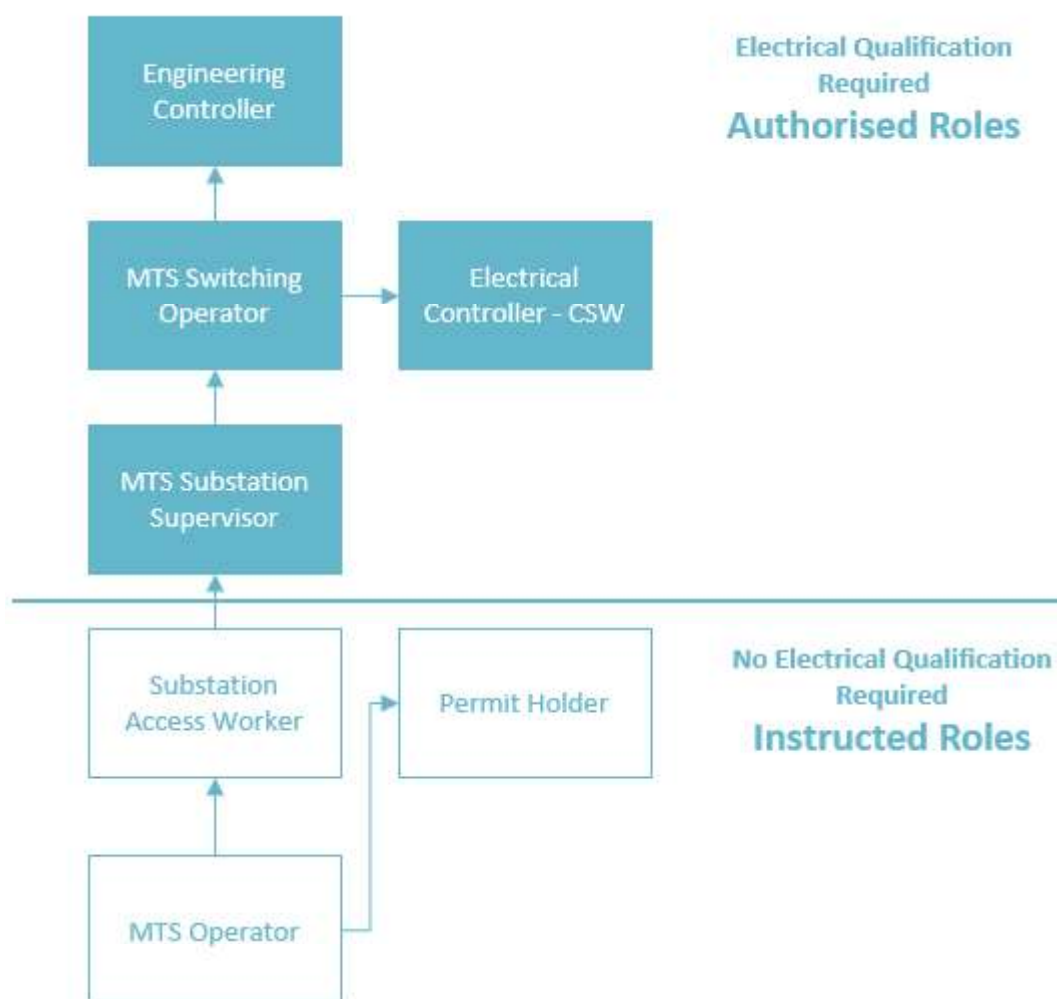 Engineering
Controller
Electrical Qualification
Required
Authorised Roles
MTS Switching
Operator
Electrical
Controller - CSW
MTS Substation
Supervisor
Substation
Access Worker
Permit Holder
No Electrical Qualification
Required
Instructed Roles
MTS Operator